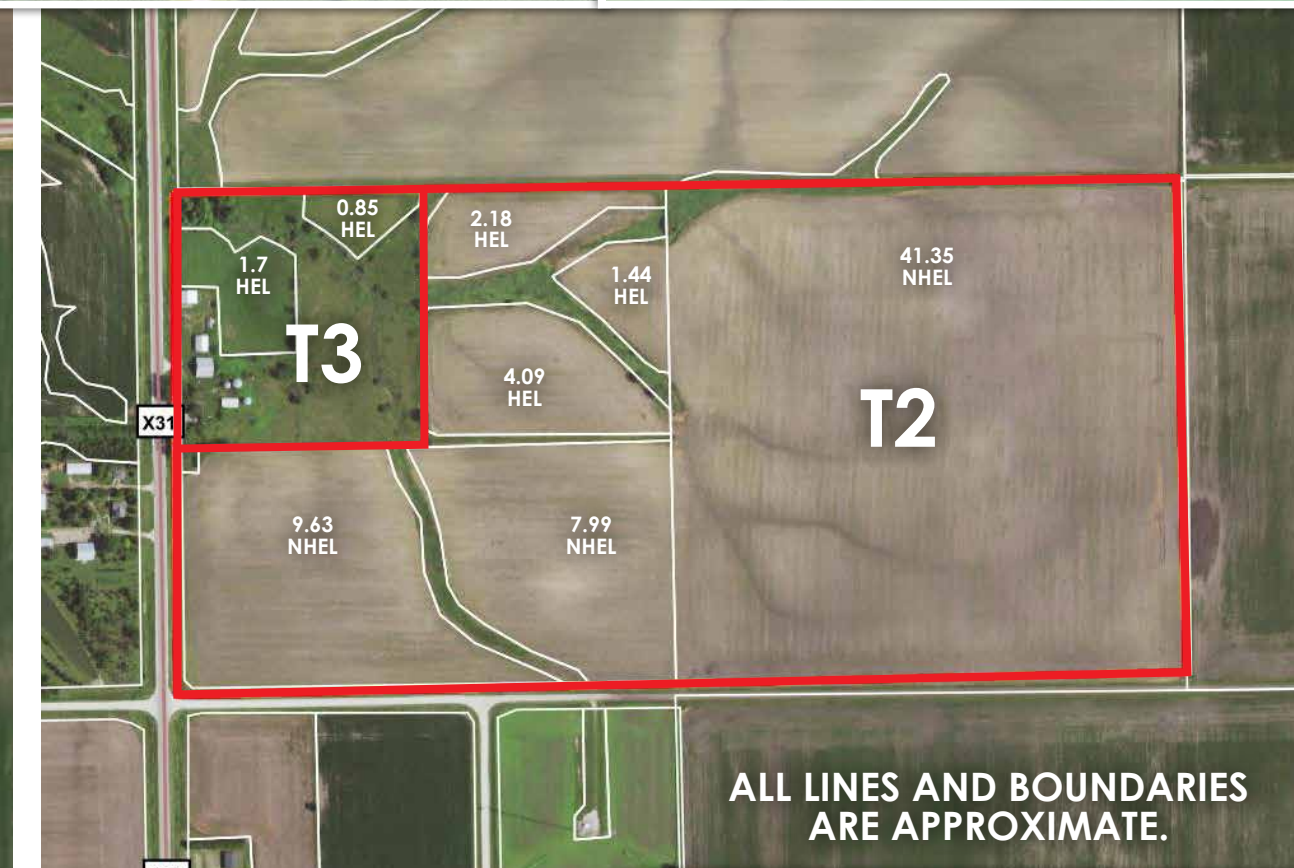 0.85
HEL
2.18
HEL
1.7
HEL
1.44
HEL
41.35
NHEL
T3
4.09
HEL
T2
X31
9.63
NHEL
7.99
NHEL
ALL LINES AND BOUNDARIES
ARE APPROXIMATE.